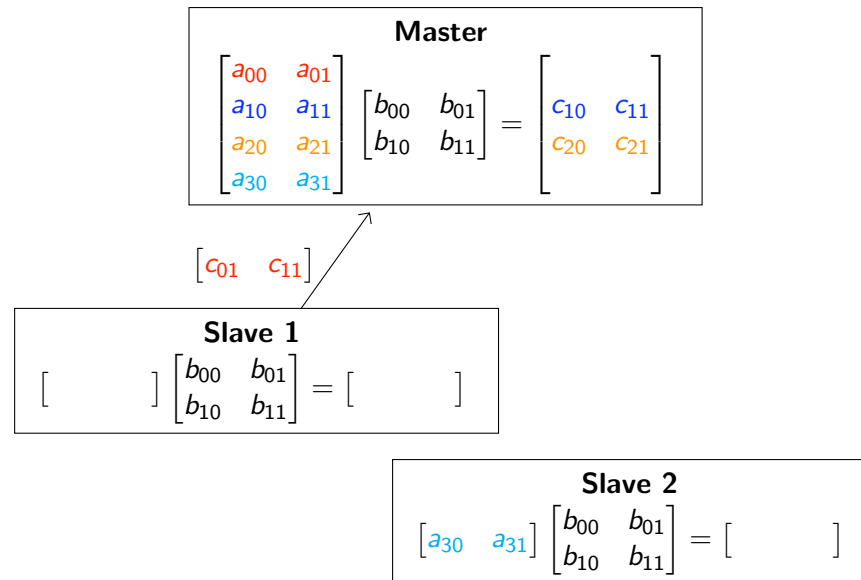 Master
a00 a01
a10 a11 b00 b01 c10 c11
a20 a21 b10 b11 = c20 c21
a30 a31
[c01 c11]
Slave 1
[ ] [b00 b01
b10 b11] = [ ]
Slave 2
[a30 a31] [b00 b01
b10 b11] = [ ]